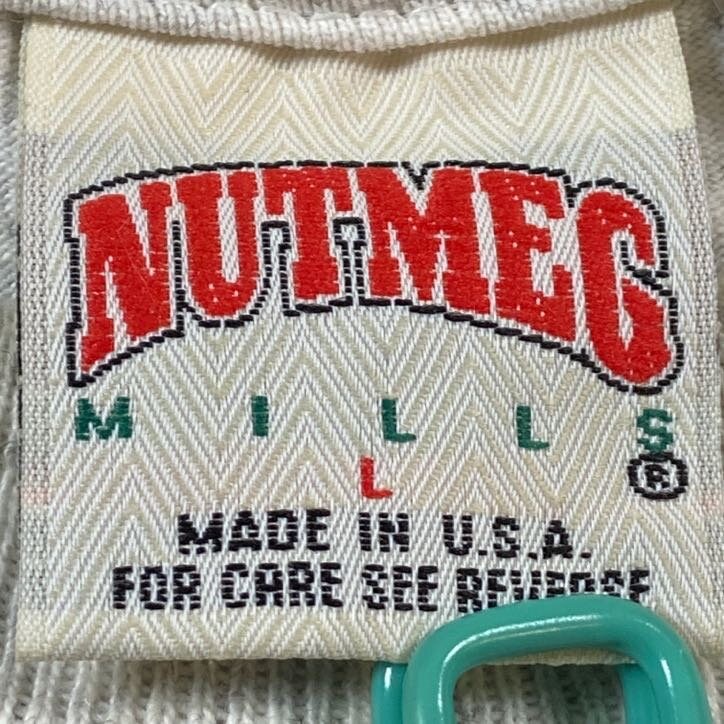 NUTMEG
MILLS
®
L
MADE IN U.S.A.
FOR CARE SEE REVERSE